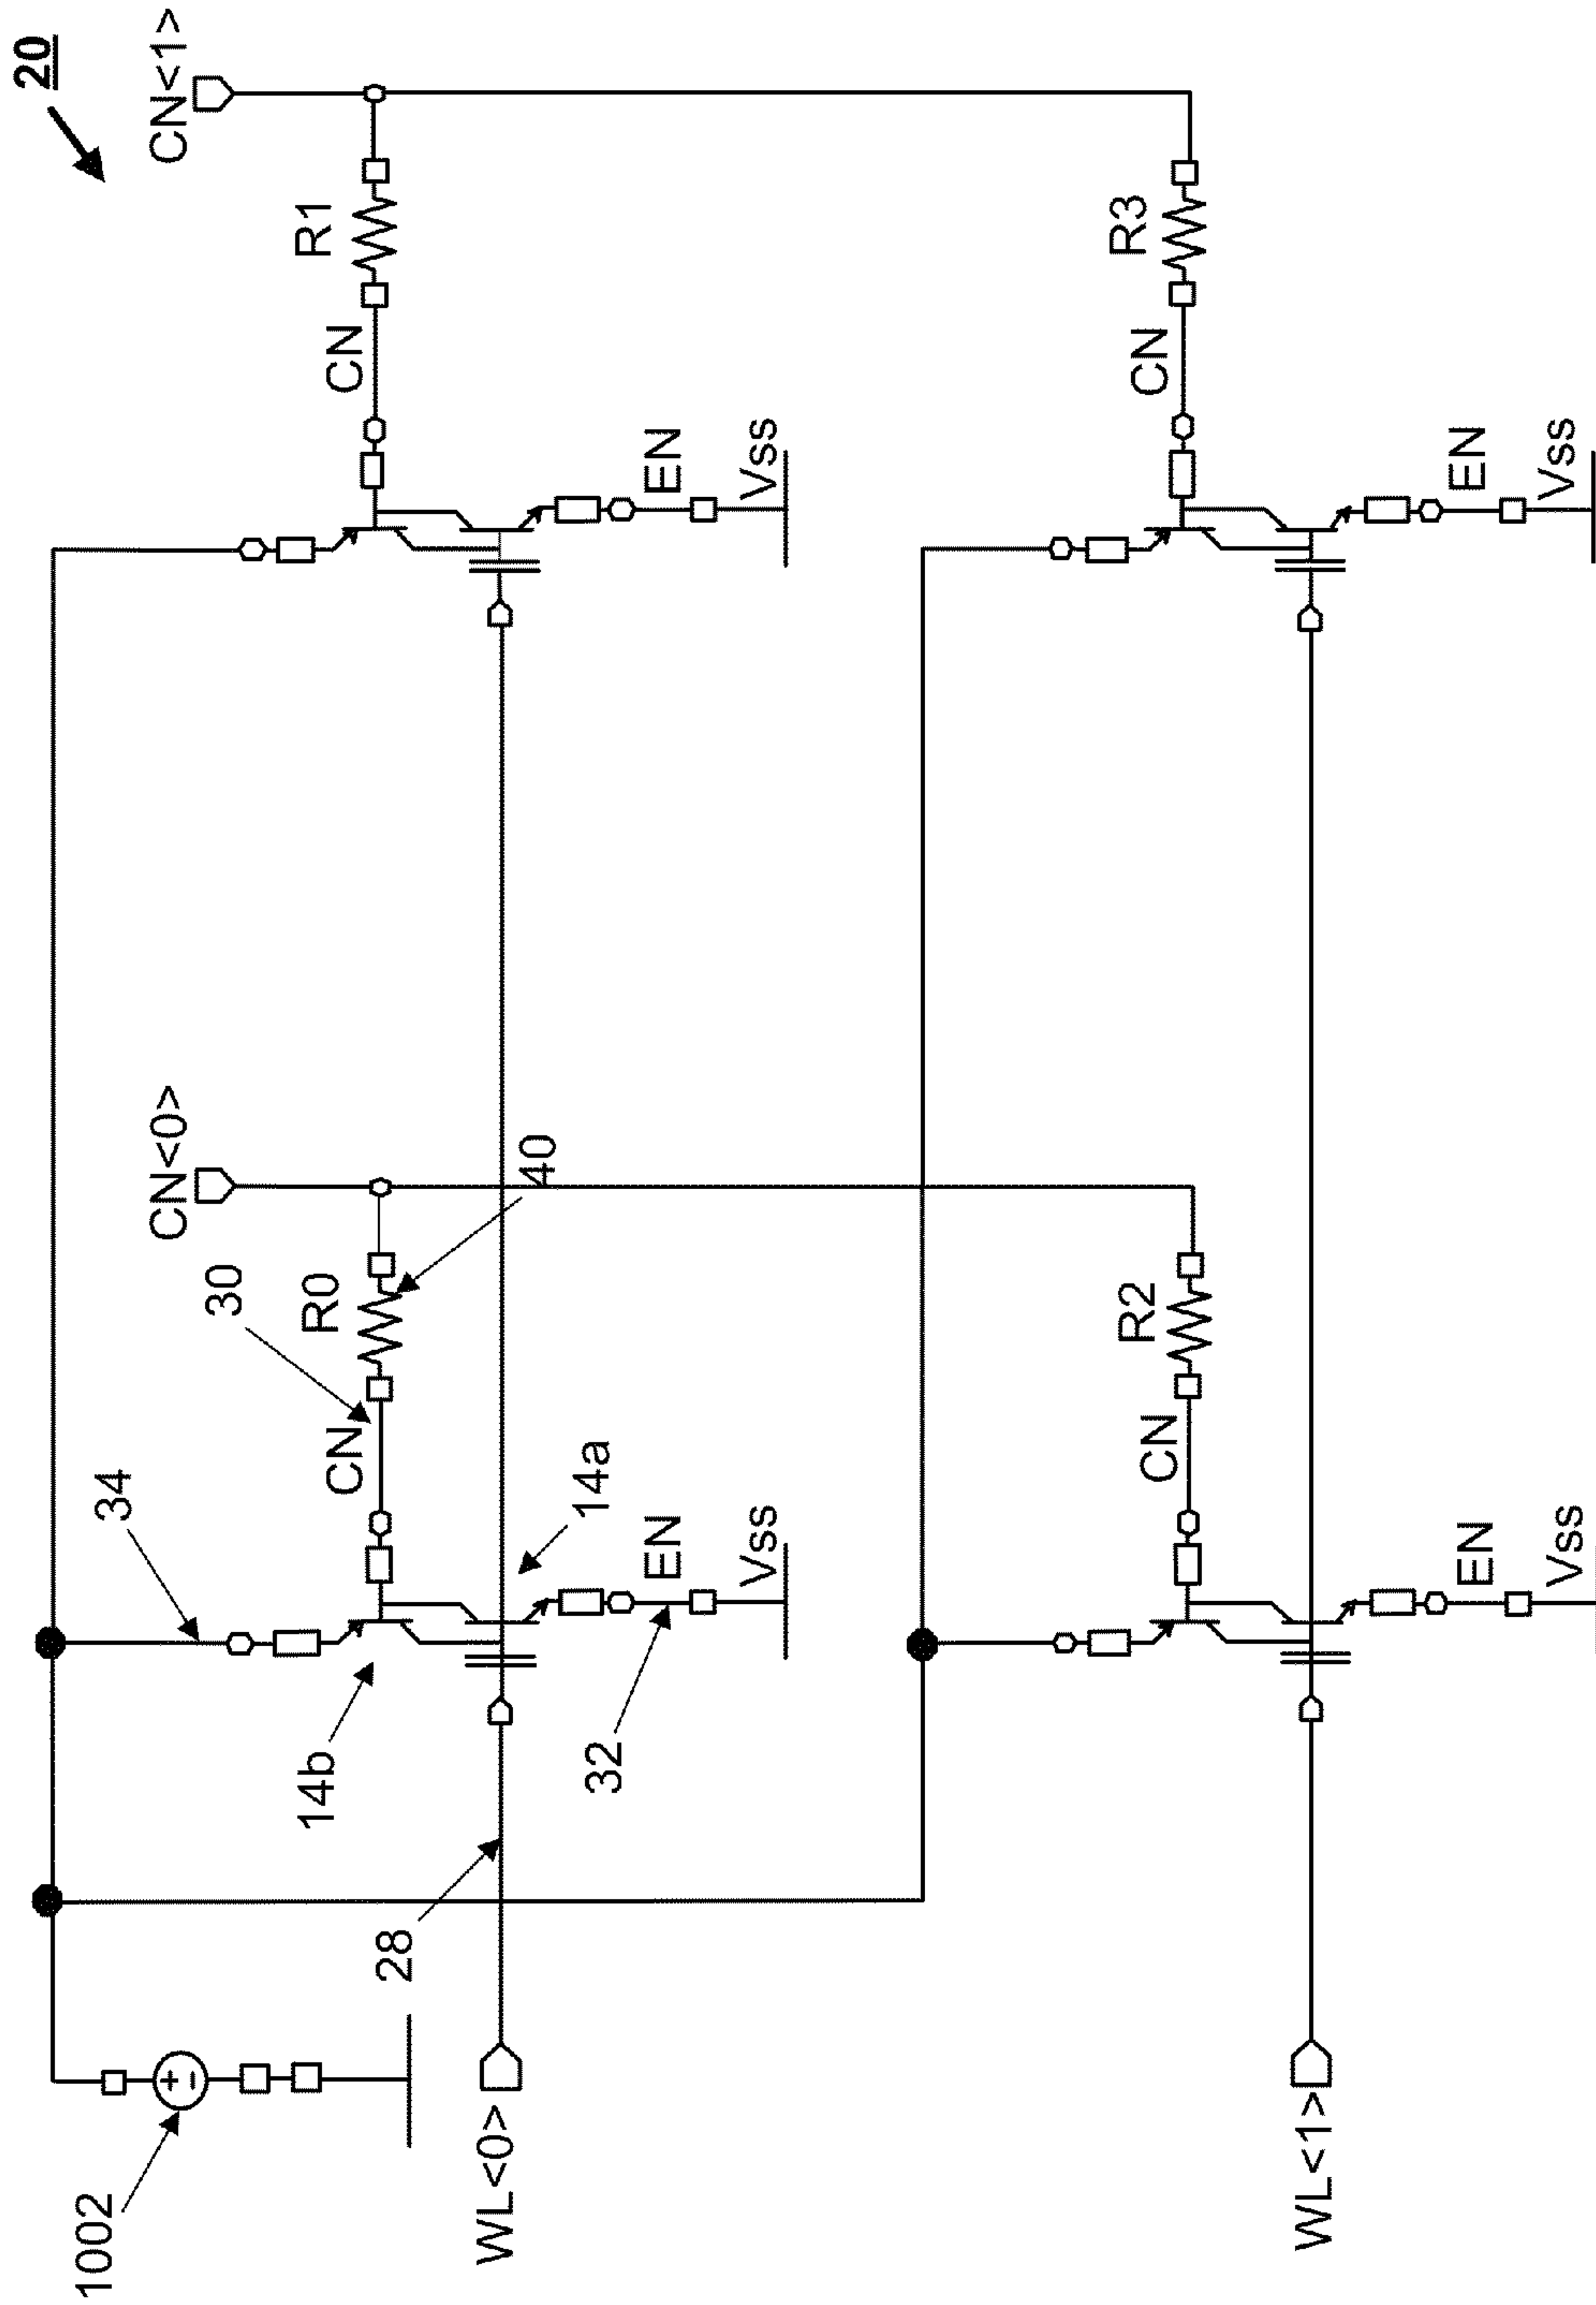 20
CN<0>
CN<1>
1002
34
30
R0
R1
CN
CN
14b
40
28
14a
WL<0>
32
EN
EN
Vss
Vss
R2
R3
CN
CN
WL<1>
EN
EN
Vss
Vss